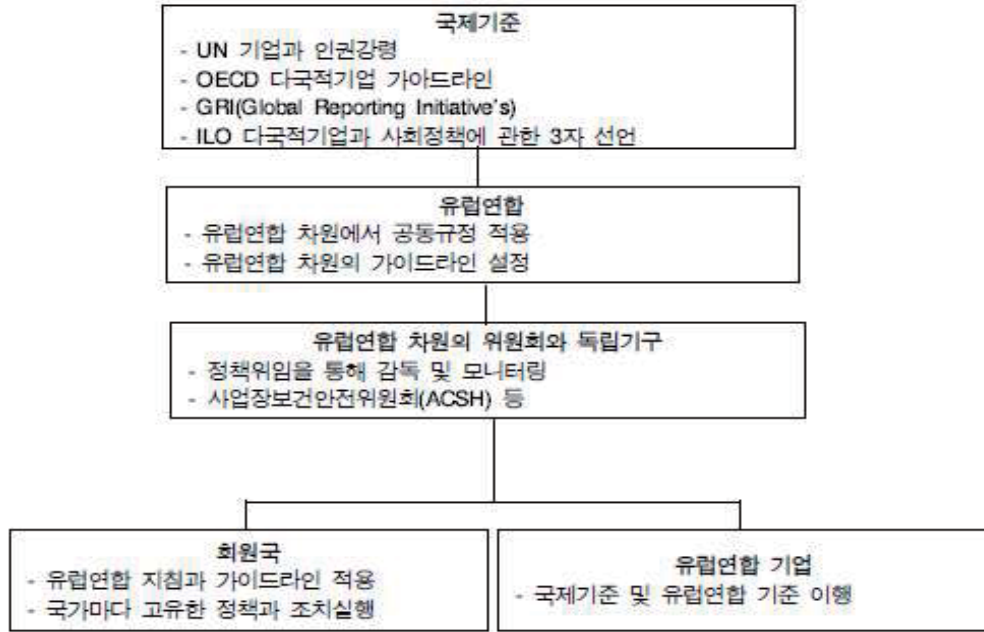 국제기준
- UN 기업과 인권강령
- OECD 다국적기업 가아드라인
- GRI(Global Reporting Initiative's)
- ILO 다국적기업과 사회정책에 관한 3자 선언
유럽연합
- 유럽연합 차원에서 공동규정 적용
- 유럽연합 차원의 가이드라인 설정
유럽연합 차원의 위원회와 독립기구
- 정책위임을 통해 감독 및 모니터링
- 사업장보건안전위원회(ACSH) 등
회원국
- 유럽연합 지침과 가이드라인 적용
- 국가마다 고유한 정책과 조치실행
유럽연합 기업
- 국제기준 및 유럽연합 기준 이행